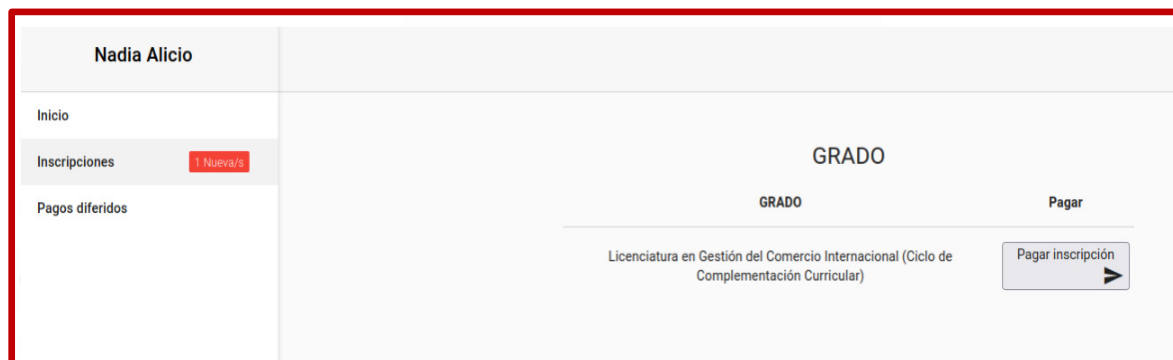 Nadia Alicio
Inicio
Inscripciones 1 Nueva/s
Pagos diferidos
GRADO
GRADO Pagar
Licenciatura en Gestión del Comercio Internacional (Ciclo de
Complementación Curricular)
Pagar inscripción